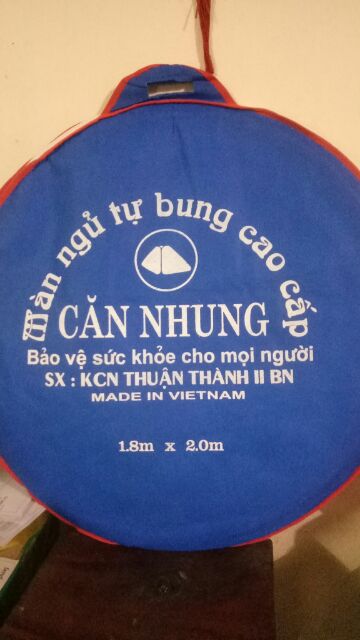 Màn ngủ tự bung cao cấp
CĂN NHUNG
Bảo vệ sức khỏe cho mọi người
SX : KCN THUẬN THÀNH II BN
MADE IN VIETNAM
1.8m x 2.0m